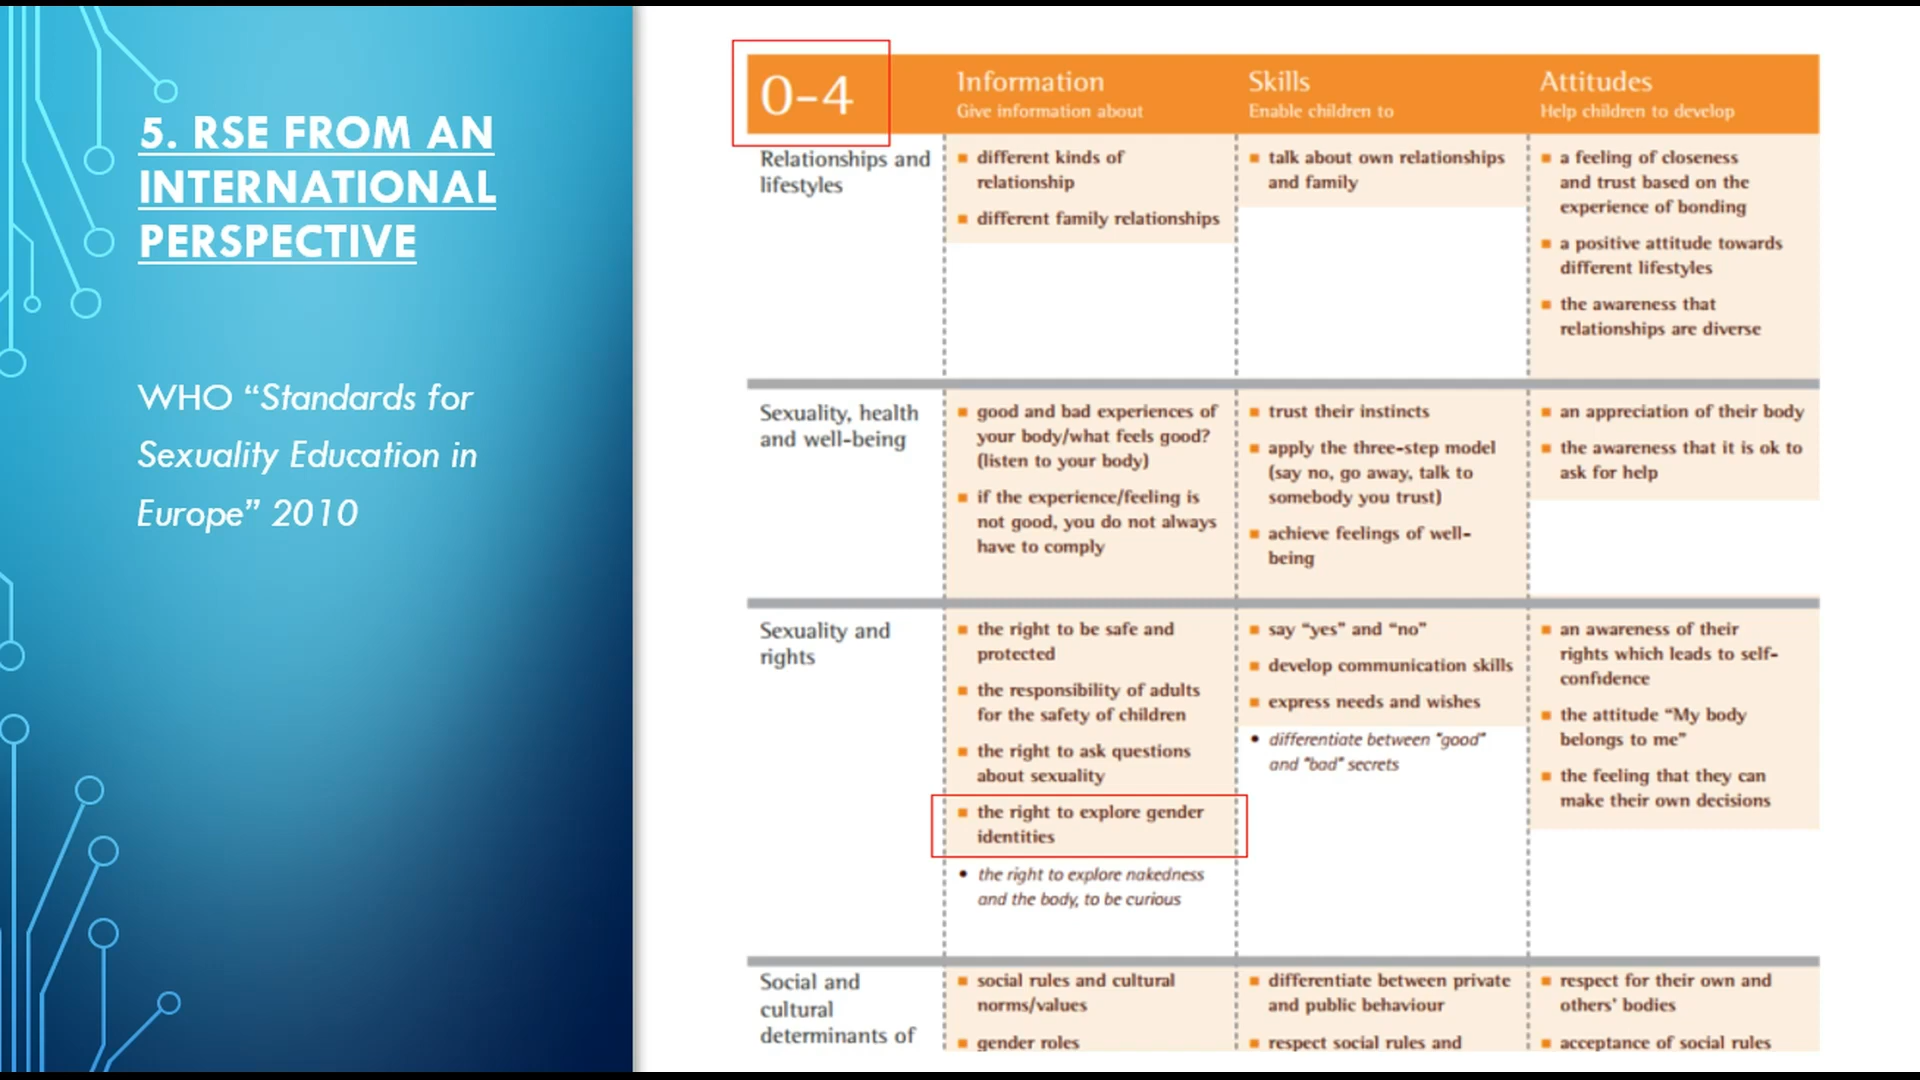 5. RSE FROM AN
INTERNATIONAL
PERSPECTIVE
WHO “Standards for
Sexuality Education in
Europe” 2010
0–4
Information
Give information about
Skills
Enable children to
Attitudes
Help children to develop
Relationships and
lifestyles
different kinds of
relationship
different family relationships
talk about own relationships
and family
a feeling of closeness
and trust based on the
experience of bonding
a positive attitude towards
different lifestyles
the awareness that
relationships are diverse
Sexuality, health
and well-being
good and bad experiences of
your body/what feels good?
(listen to your body)
if the experience/feeling is
not good, you do not always
have to comply
trust their instincts
apply the three-step model
(say no, go away, talk to
somebody you trust)
achieve feelings of well-
being
an appreciation of their body
the awareness that it is ok to
ask for help
Sexuality and
rights
the right to be safe and
protected
the responsibility of adults
for the safety of children
the right to ask questions
about sexuality
the right to explore gender
identities
the right to explore nakedness
and the body, to be curious
say “yes” and “no”
develop communication skills
express needs and wishes
differentiate between “good”
and “bad” secrets
an awareness of their
rights which leads to self-
confidence
the attitude “My body
belongs to me”
the feeling that they can
make their own decisions
Social and
cultural
determinants of
social rules and cultural
norms/values
gender roles
differentiate between private
and public behaviour
respect social rules and
respect for their own and
others’ bodies
acceptance of social rules